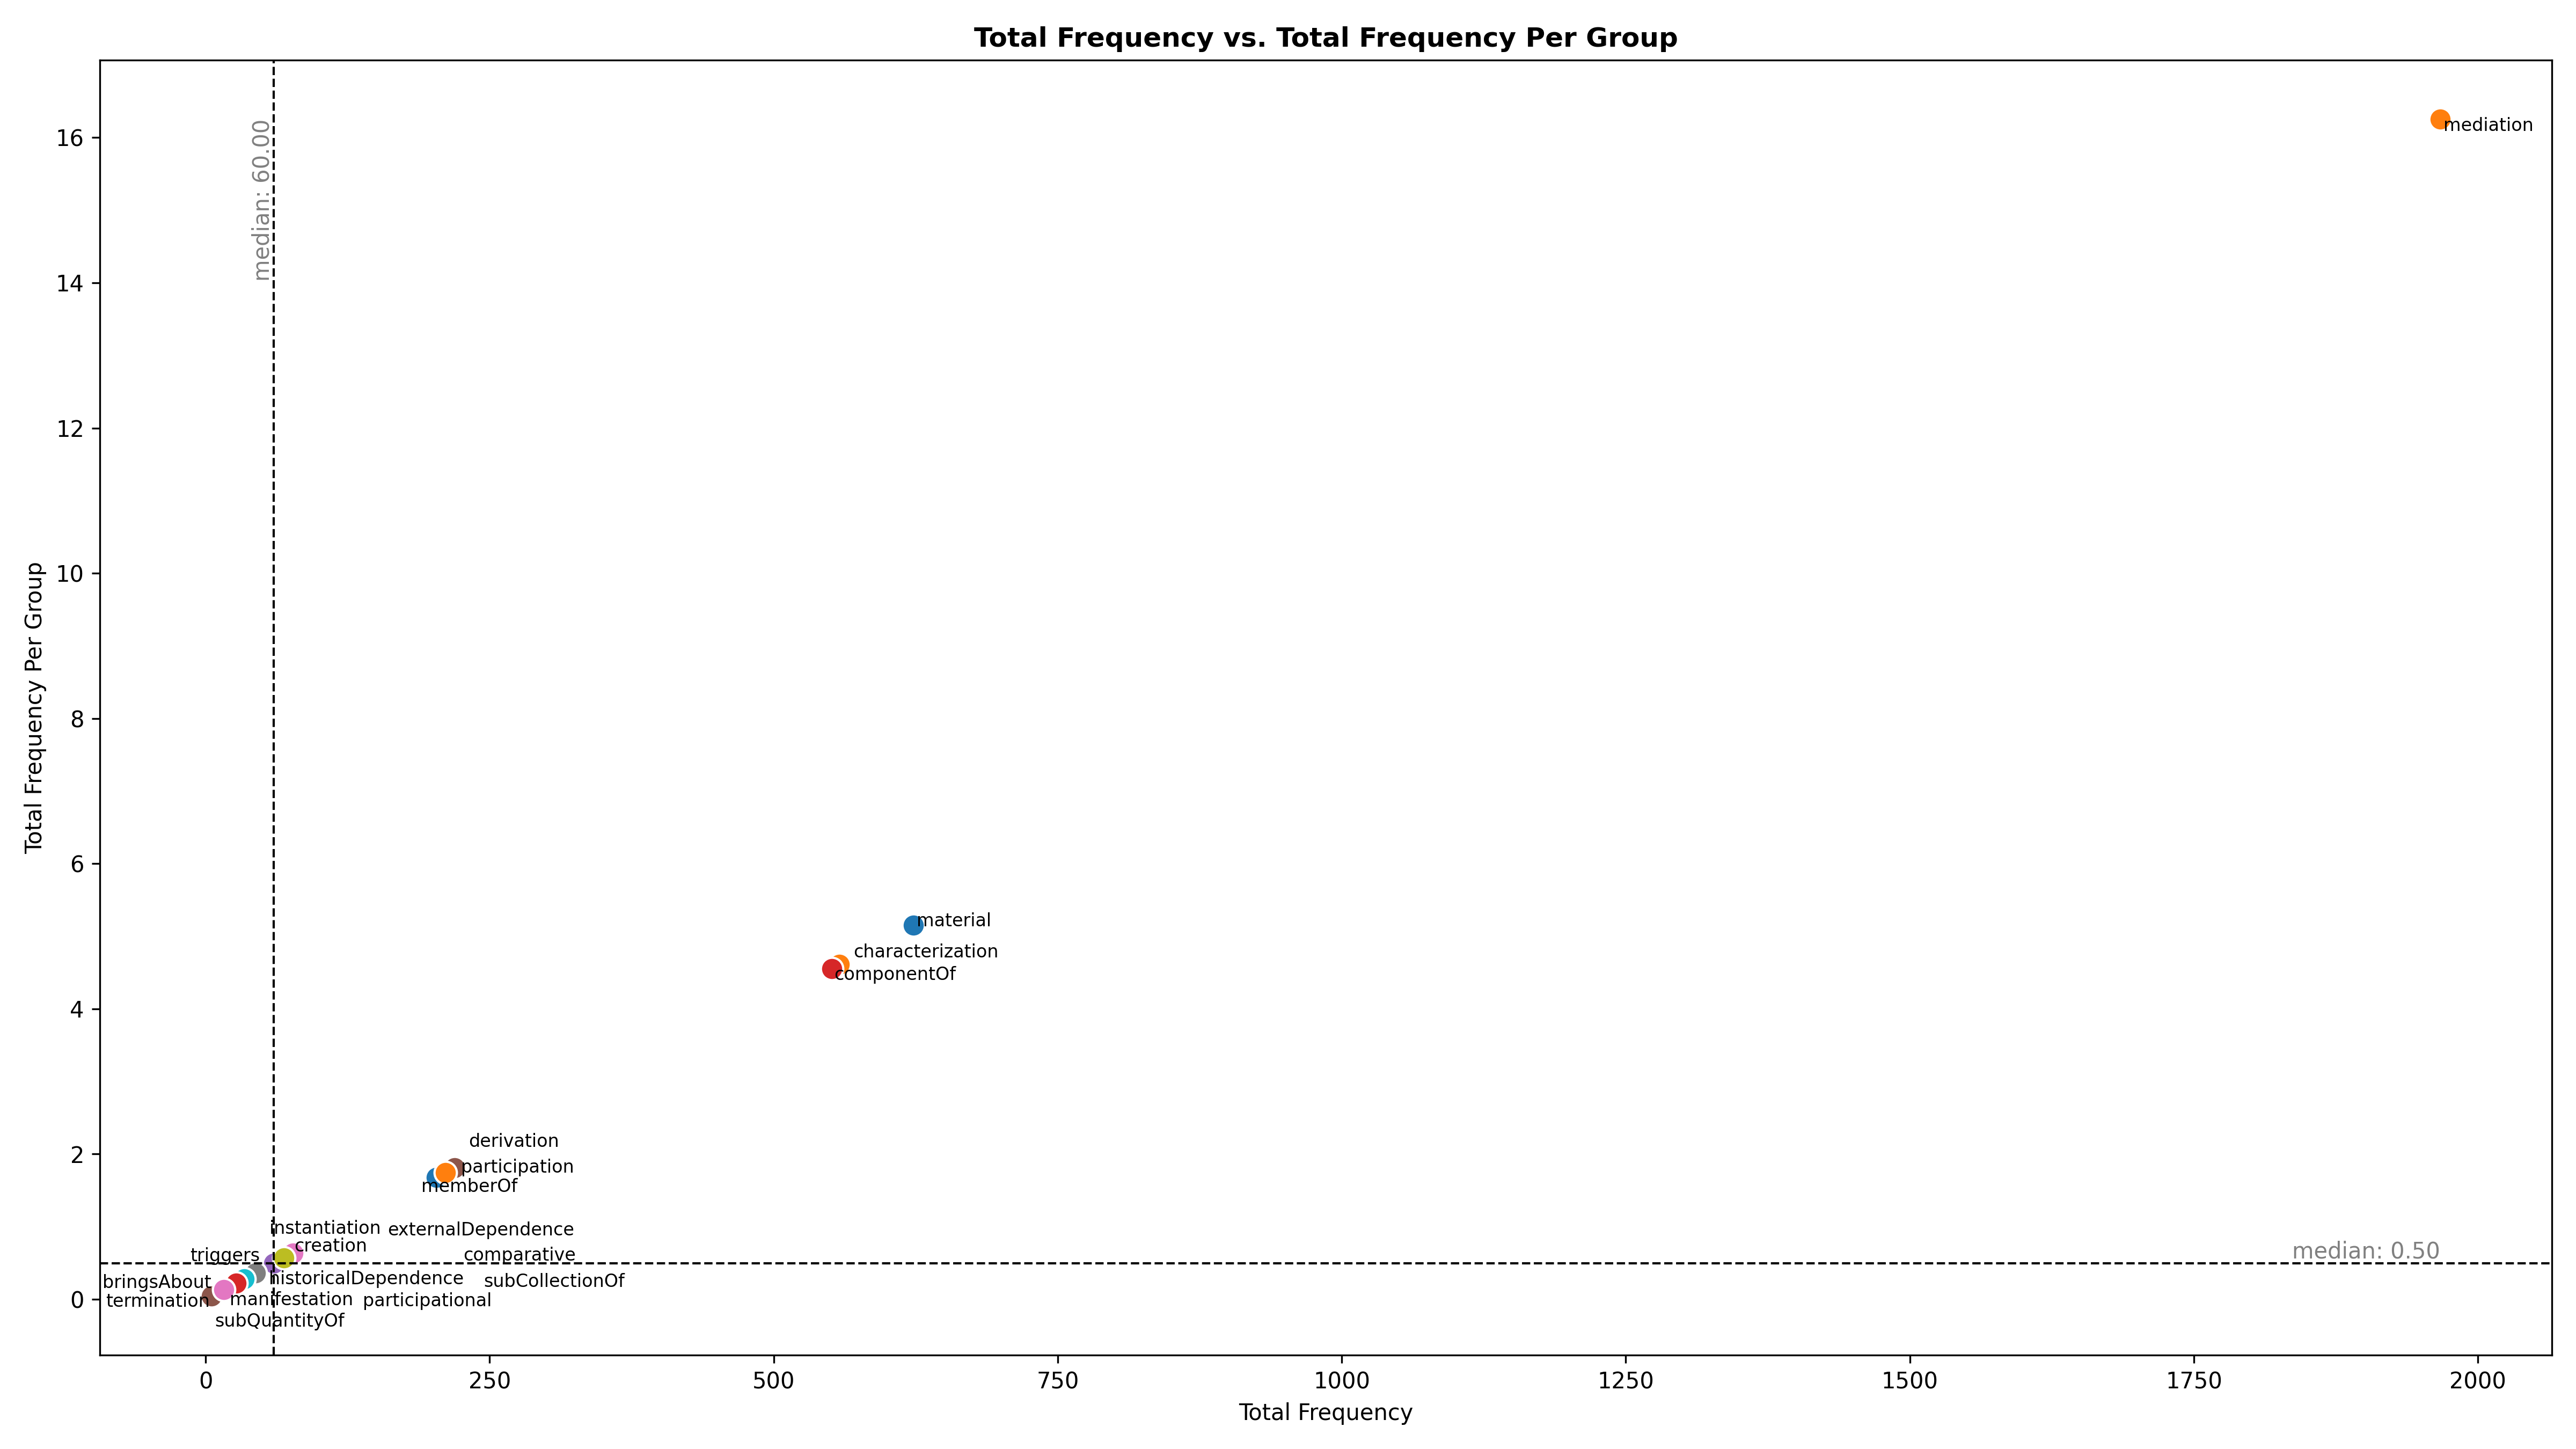 Total Frequency vs. Total Frequency Per Group
median: 60.00
16
mediation
14
12
10
8
6
material
characterization
componentOf
4
derivation
2
participation
memberOf
instantiation
externalDependence
creation
triggers
comparative
median: 0.50
historicalDependence
subCollectionOf
bringsAbout
0
manifestation
participational
termination
subQuantityOf
Total Frequency Per Group
0
250
500
750
1000
1250
1500
1750
2000
Total Frequency